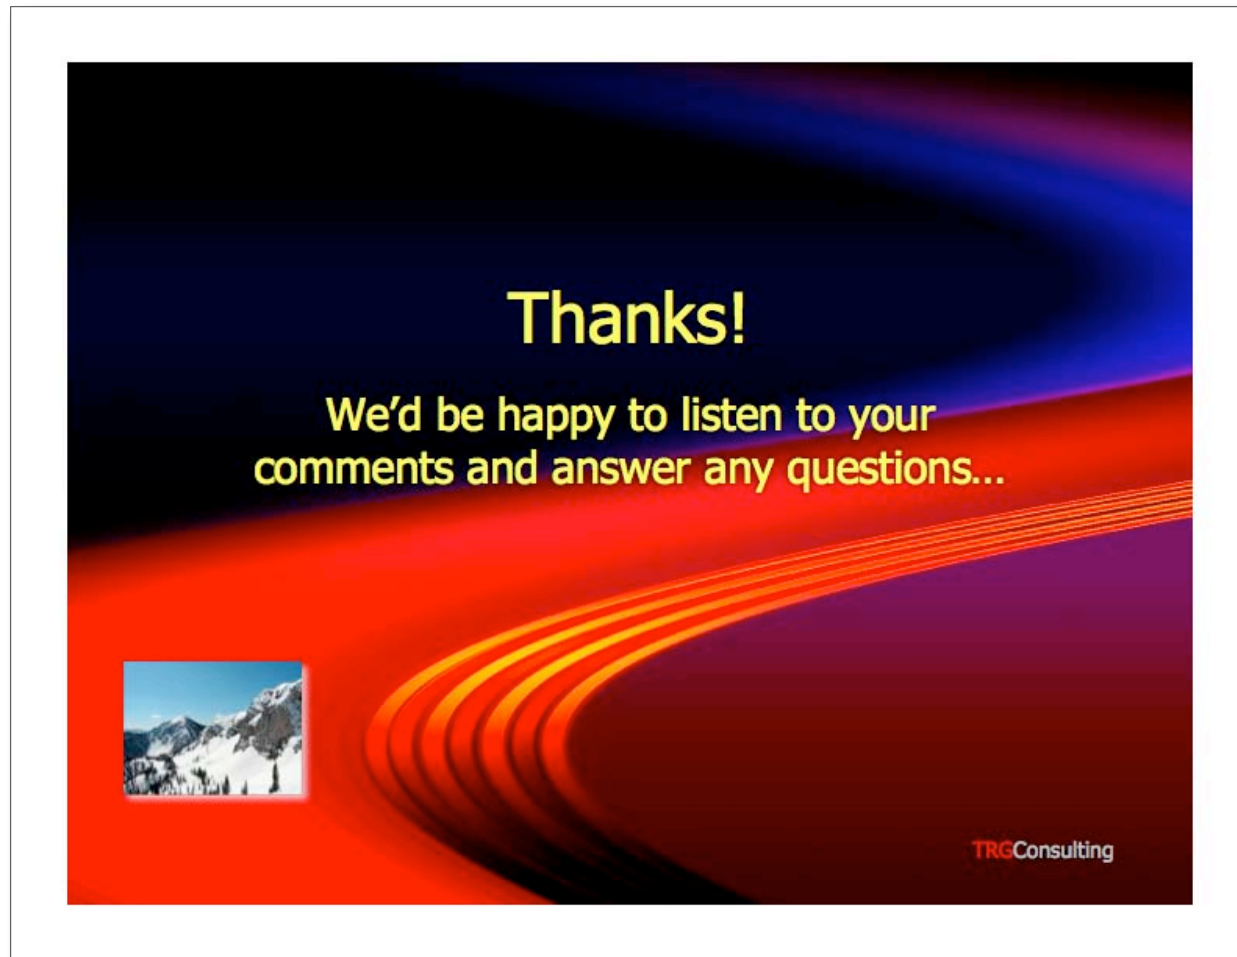 Thanks!
We’d be happy to listen to your
comments and answer any questions...
TRGConsulting